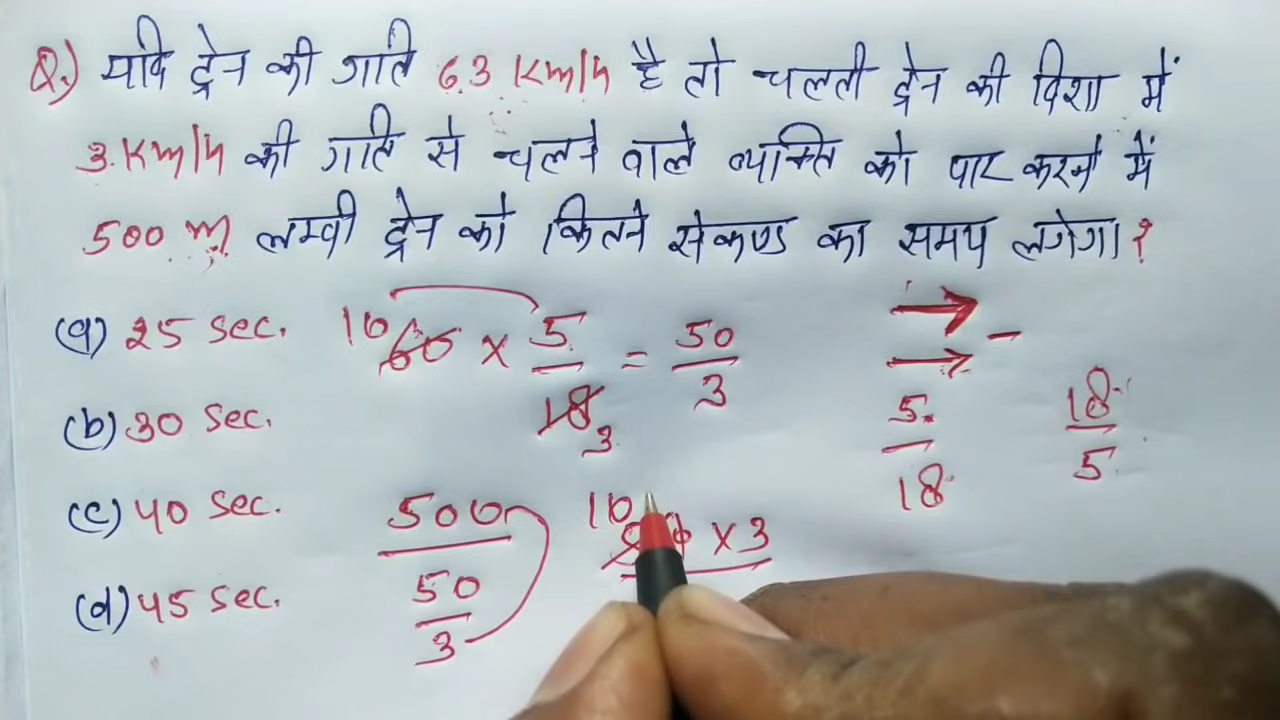 Q.) यदि ट्रेन की गति 63 Km/h है तो चलती ट्रेन की दिशा में
3 Km/h की गति से चलने वाले व्यक्ति को पार करने में
500 m लम्बी ट्रेन को कितने सेकण्ड का समय लगेगा?
(a) 25 sec.
(b) 30 sec.
(c) 40 sec.
(d) 45 sec.
10
60 × 5/18 = 50/3
3
-
5/18
18/5
500
50/3
10
× 3